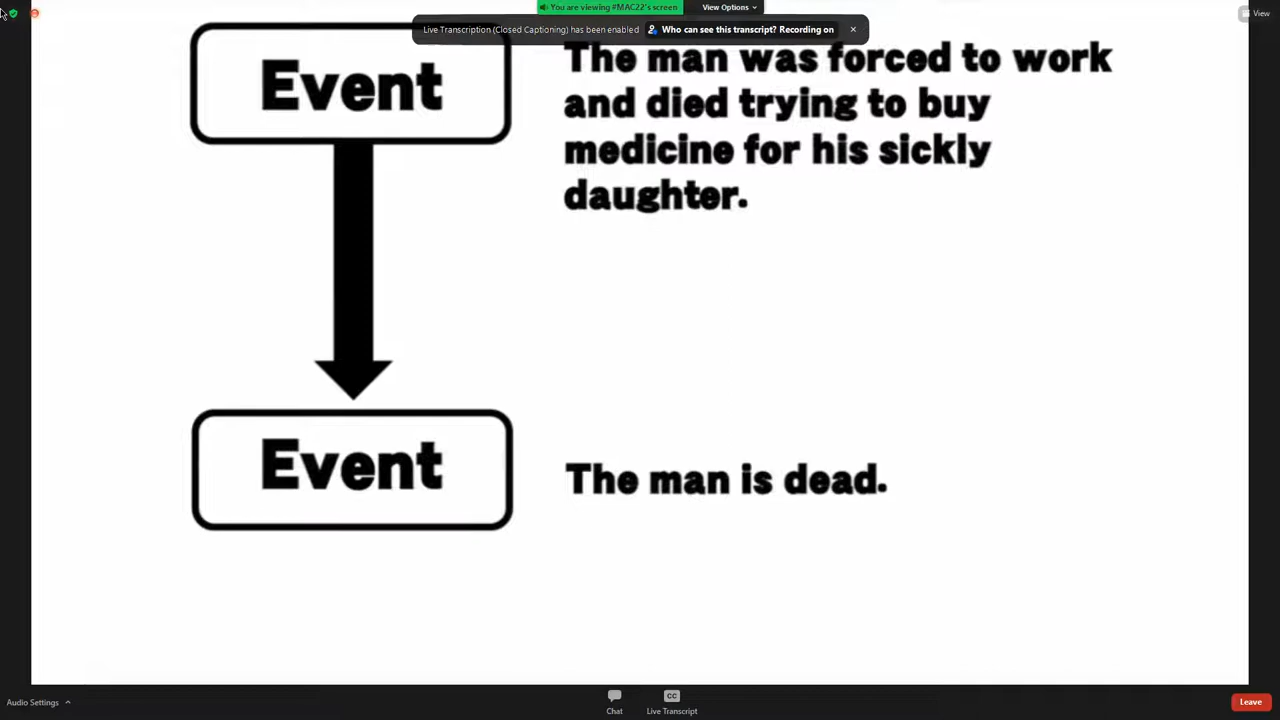 You are viewing #MAC22's screen
View Options
View
Live Transcription (Closed Captioning) has been enabled
Who can see this transcript? Recording on
Event
The man was forced to work
and died trying to buy
medicine for his sickly
daughter.
Event
The man is dead.
Audio Settings
Chat
CC
Live Transcript
Leave